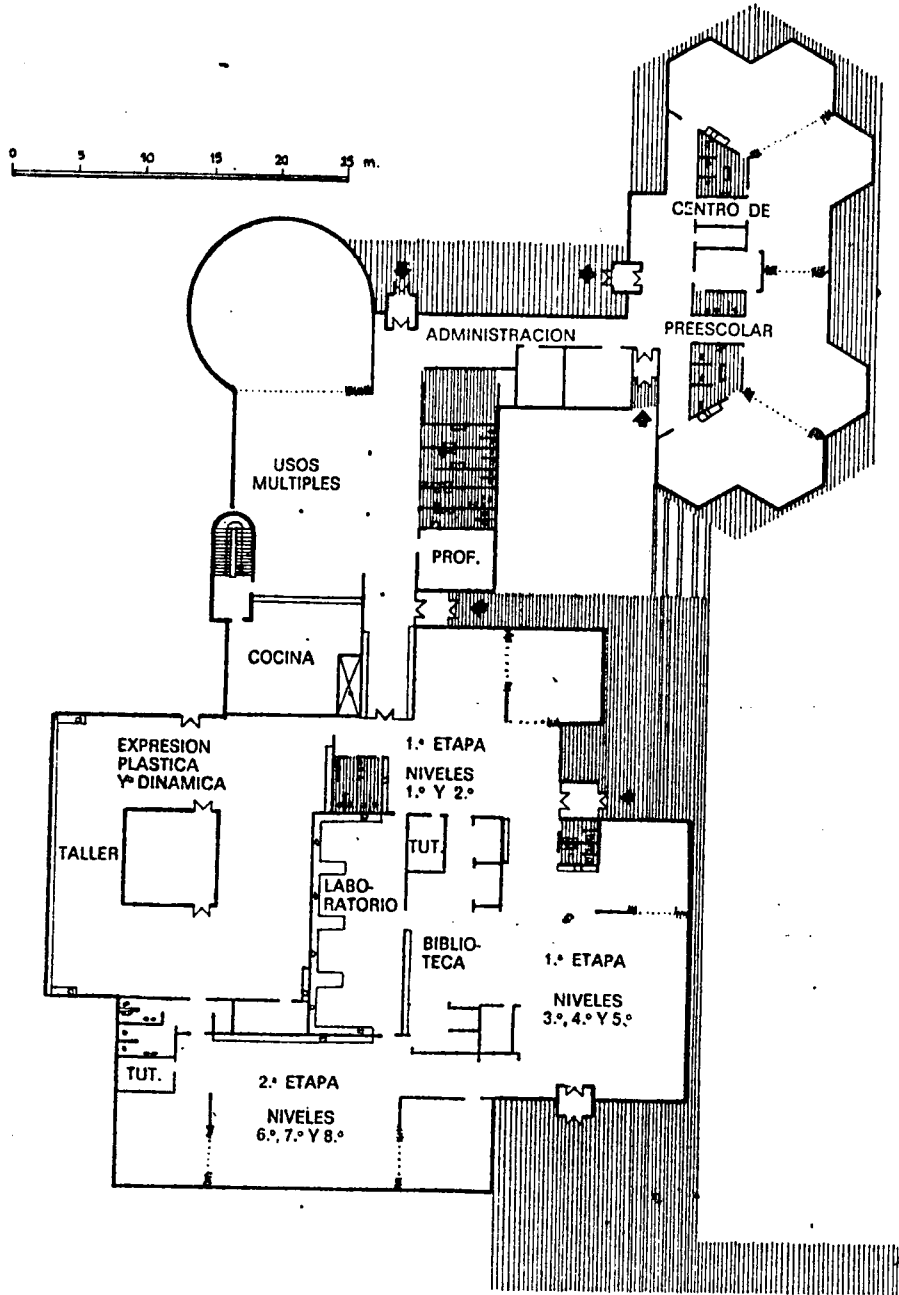 0 5 10 15 20 25 m.
CENTRO DE
PREESCOLAR
ADMINISTRACION
USOS
MULTIPLES
PROF.
COCINA
EXPRESION
PLASTICA
Yª DINAMICA
TALLER
1.ª ETAPA
NIVELES
1.º Y 2.º
TUT.
LABO-
RATORIO
BIBLIO-
TECA
1.ª ETAPA
NIVELES
3.º, 4.º Y 5.º
TUT.
2.ª ETAPA
NIVELES
6.º, 7.º Y 8.º